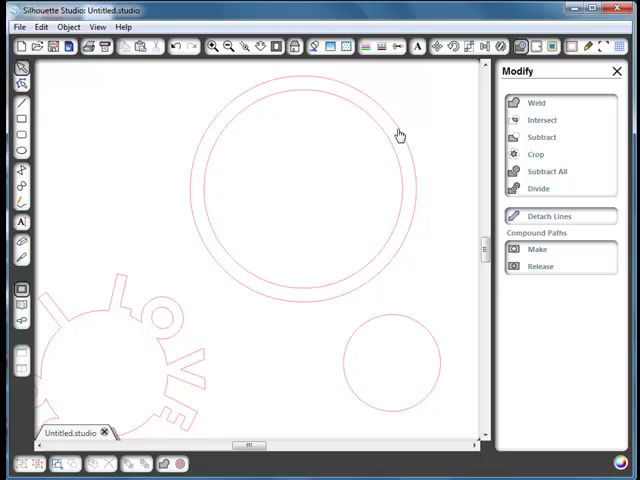 Silhouette Studio: Untitled.studio
File Edit Object View Help
Modify
Weld
Intersect
Subtract
Crop
Subtract All
Divide
Detach Lines
Compound Paths
Make
Release
LOVE
Untitled.studio